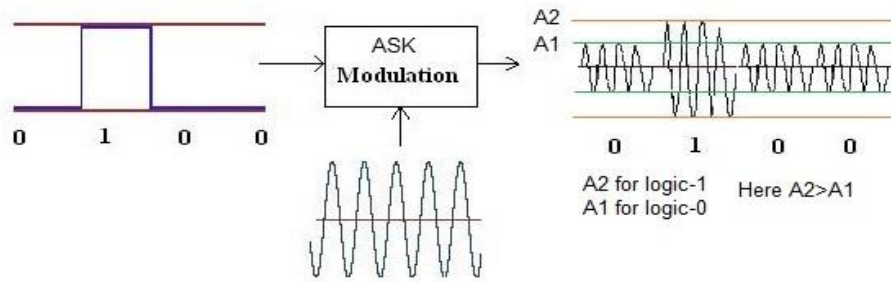 0 1 0 0
ASK
Modulation
A2
A1
0 1 0 0
A2 for logic-1
A1 for logic-0
Here A2>A1